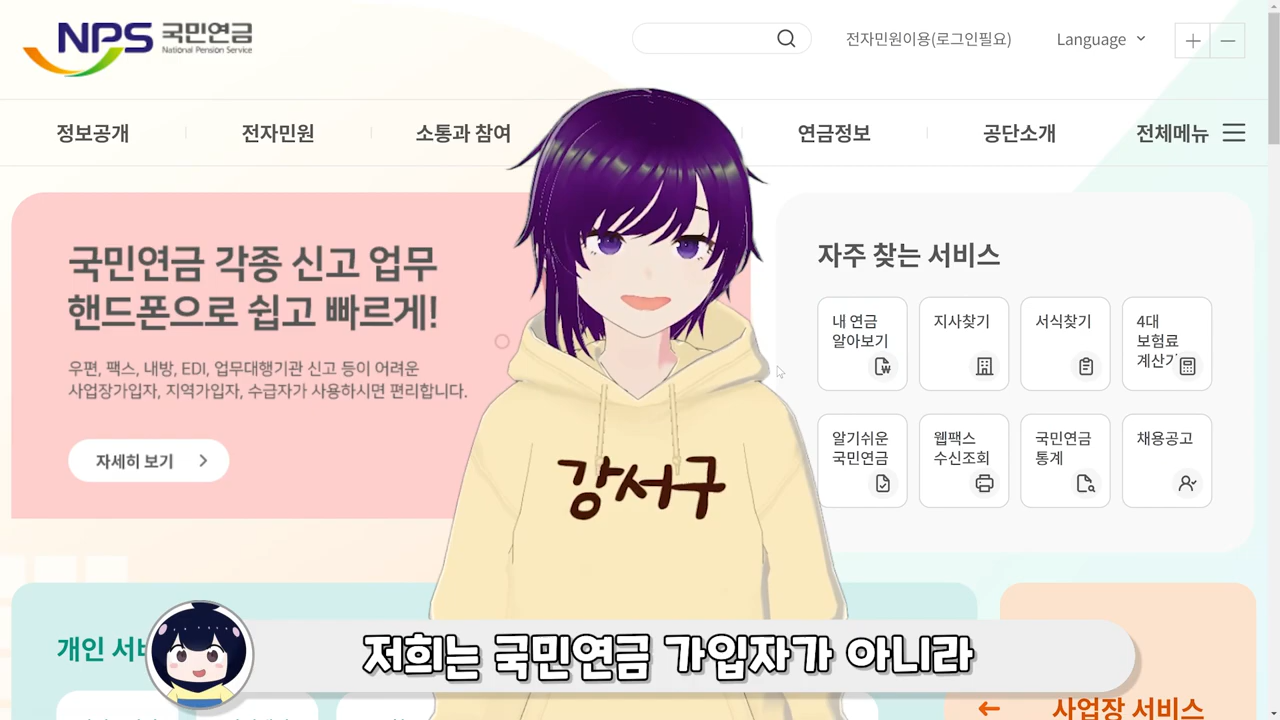 NPS 국민연금
National Pension Service
전자민원이용(로그인필요)
Language
정보공개
전자민원
소통과 참여
연금정보
공단소개
전체메뉴
국민연금 각종 신고 업무
핸드폰으로 쉽고 빠르게!
우편, 팩스, 내방, EDI, 업무대행기관 신고 등이 어려운
사업장가입자, 지역가입자, 수급자가 사용하시면 편리합니다.
자세히 보기
자주 찾는 서비스
내 연금
알아보기
지사찾기
서식찾기
4대
보험료
계산기
알기쉬운
국민연금
웹팩스
수신조회
국민연금
통계
채용공고
강서구
개인
저희는 국민연금 가입자가 아니라
사업장 서비스